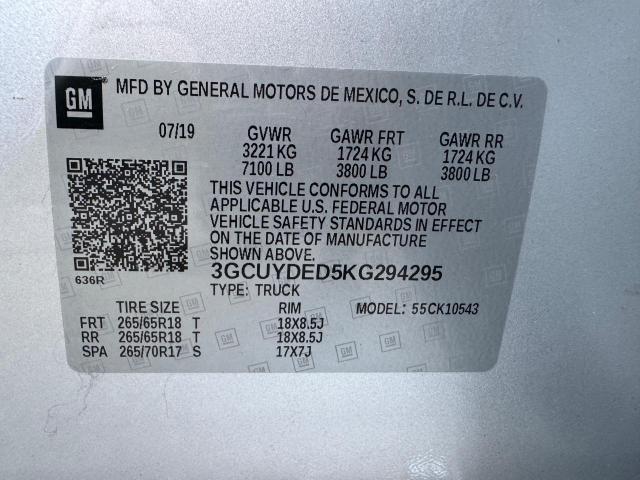 GM MFD BY GENERAL MOTORS DE MEXICO, S. DE R.L. DE C.V.
07/19 GVWR GAWR FRT GAWR RR
3221 KG 1724 KG 1724 KG
7100 LB 3800 LB 3800 LB
THIS VEHICLE CONFORMS TO ALL
APPLICABLE U.S. FEDERAL MOTOR
VEHICLE SAFETY STANDARDS IN EFFECT
ON THE DATE OF MANUFACTURE
SHOWN ABOVE.
3GCUYDED5KG294295
636R TYPE: TRUCK
TIRE SIZE RIM MODEL: 55CK10543
FRT 265/65R18 T 18X8.5J
RR 265/65R18 T 18X8.5J
SPA 265/70R17 S 17X7J